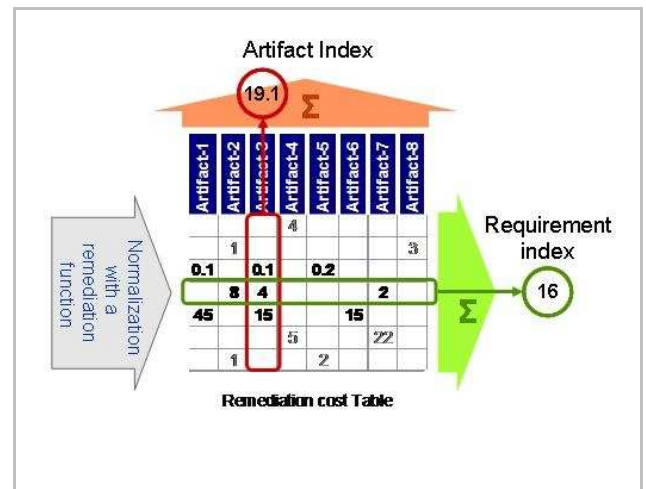 Artifact Index
19.1
Σ
Artifact-1 Artifact-2 Artifact-3 Artifact-4 Artifact-5 Artifact-6 Artifact-7 Artifact-8
Normalization
with a
remediation
function
4
1 3
0.1 0.1 0.2
8 4 2
45 15 15
5 22
1 2
Σ
Requirement
index
16
Remediation cost Table